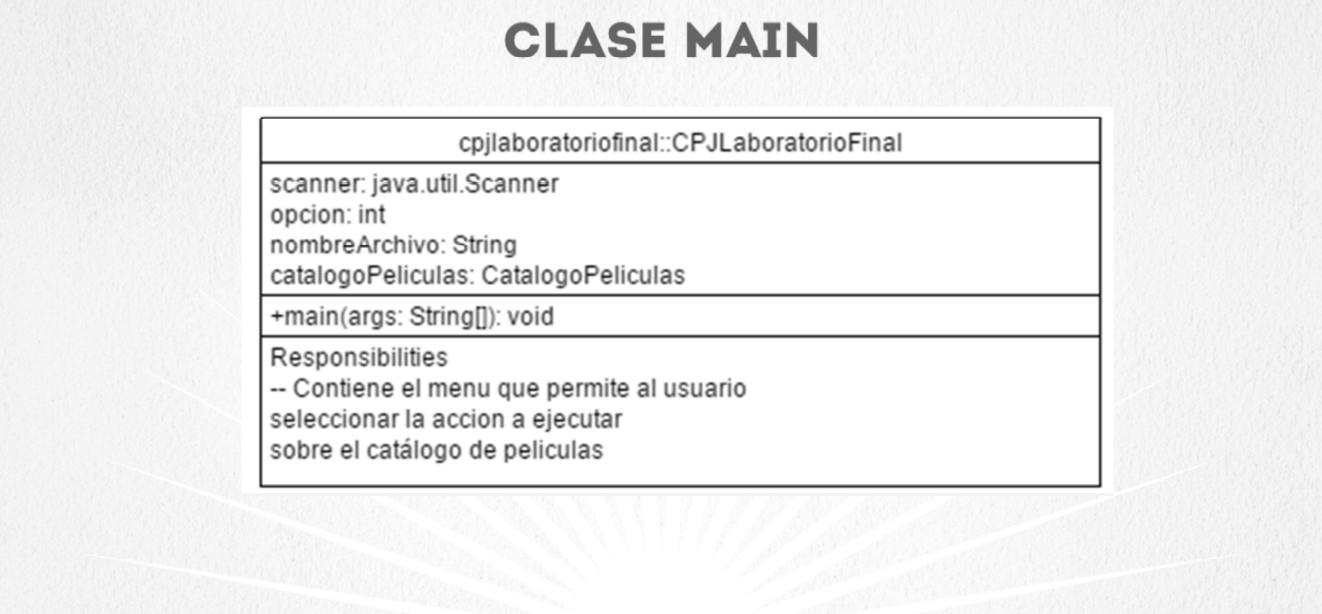 CLASE MAIN
cpjlaboratoriofinal::CPJLaboratorioFinal
scanner: java.util.Scanner
opcion: int
nombreArchivo: String
catalogoPeliculas: CatalogoPeliculas
+main(args: String[]): void
Responsibilities
-- Contiene el menu que permite al usuario
seleccionar la accion a ejecutar
sobre el catálogo de peliculas